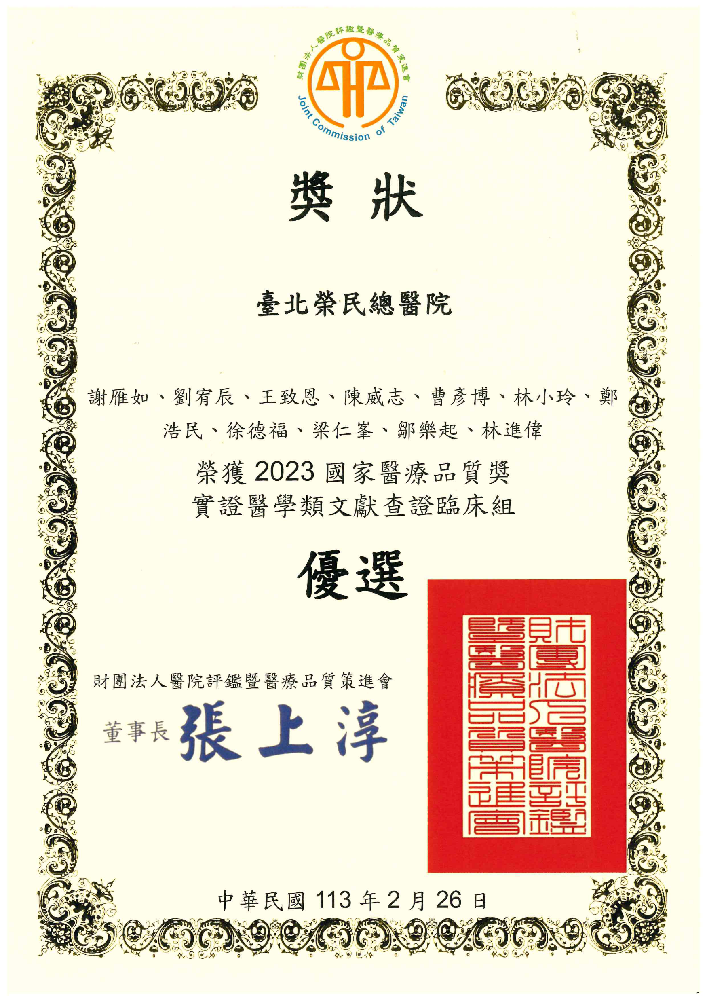 財團法人醫院評鑑暨醫療品質策進會
Joint Commission of Taiwan
獎狀
臺北榮民總醫院
謝雁如、劉宥辰、王致恩、陳威志、曹彥博、林小玲、鄭
浩民、徐德福、梁仁峯、鄒樂起、林進偉
榮獲 2023 國家醫療品質獎
實證醫學類文獻查證臨床組
優選
財團法人醫院評鑑暨醫療品質策進會
董事長 張上淳
財團法人醫院評鑑
暨醫療品質策進會
中華民國 113 年 2 月 26 日